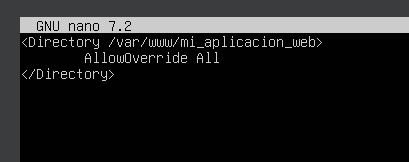 GNU nano 7.2
<Directory /var/www/mi_aplicacion_web>
        AllowOverride All
</Directory>